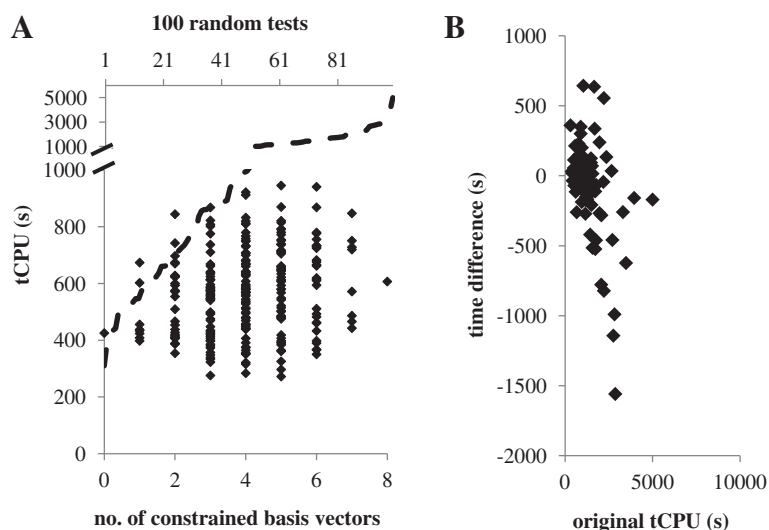 A
100 random tests
1 21 41 61 81
5000
3000
1000
1000
800
600
400
200
0
tCPU (s)
0 2 4 6 8
no. of constrained basis vectors
B
1000
500
0
-500
-1000
-1500
-2000
time difference (s)
0 5000 10000
original tCPU (s)